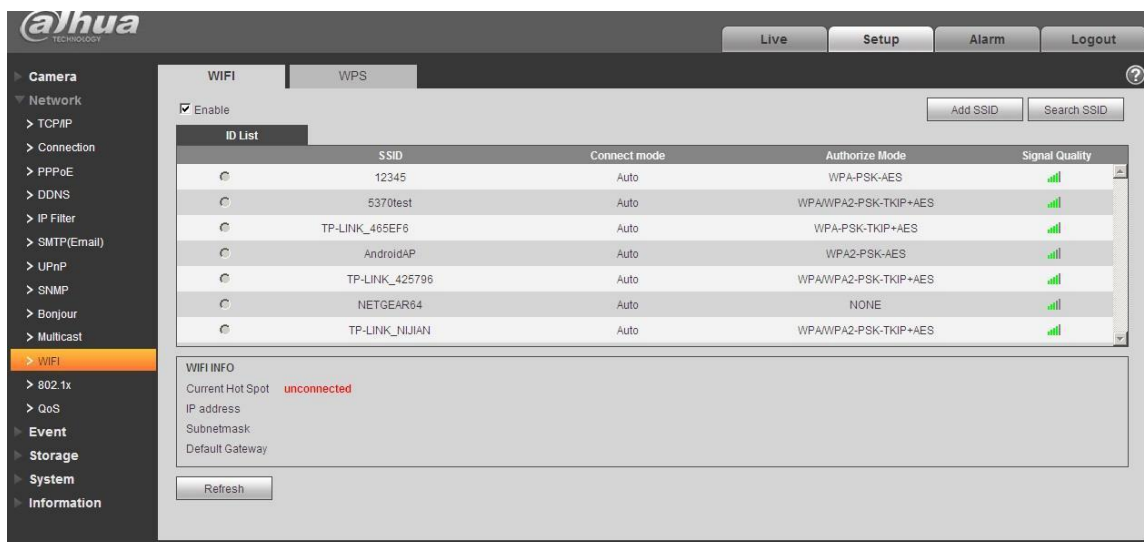 alhua
TECHNOLOGY
Live Setup Alarm Logout
Camera
Network
> TCP/IP
> Connection
> PPPoE
> DDNS
> IP Filter
> SMTP(Email)
> UPnP
> SNMP
> Bonjour
> Multicast
> WIFI
> 802.1x
> QoS
Event
Storage
System
Information
WIFI WPS
?
Enable Add SSID Search SSID
ID List
SSID Connect mode Authorize Mode Signal Quality
12345 Auto WPA-PSK-AES
5370test Auto WPA/WPA2-PSK-TKIP+AES
TP-LINK_465EF6 Auto WPA-PSK-TKIP+AES
AndroidAP Auto WPA2-PSK-AES
TP-LINK_425796 Auto WPA/WPA2-PSK-TKIP+AES
NETGEAR64 Auto NONE
TP-LINK_NIJIAN Auto WPA/WPA2-PSK-TKIP+AES
WIFI INFO
Current Hot Spot unconnected
IP address
Subnetmask
Default Gateway
Refresh